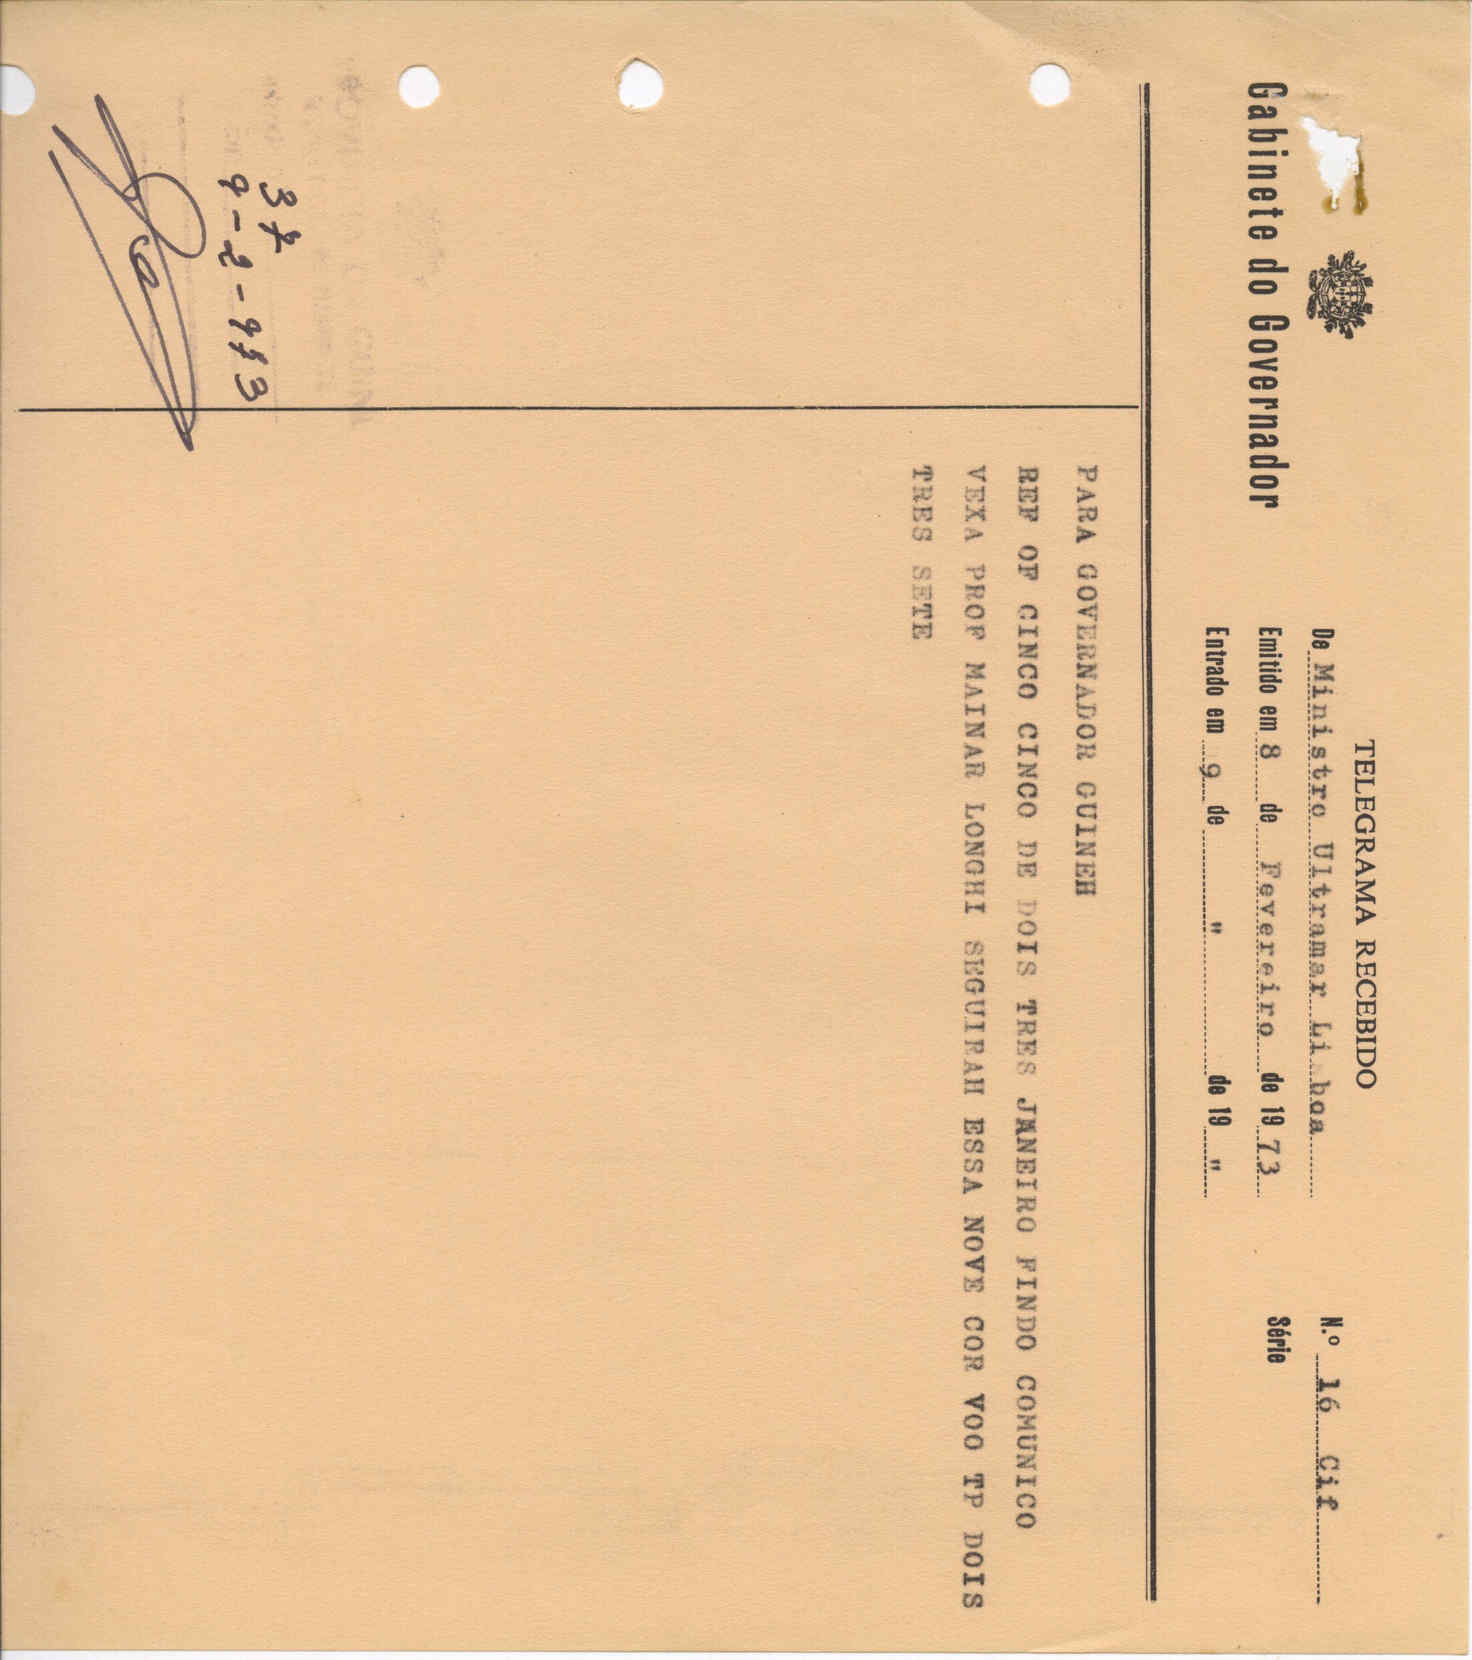 TELEGRAMA RECEBIDO
Gabinete do Governador
De Ministro Ultramar Lisboa
Emitido em 8 de Fevereiro de 1973
Entrado em 9 de " de 19 "
N.º 16 Cif
Série
PARA GOVERNADOR GUINEH
REF OF CINCO CINCO DE DOIS TRES JANEIRO FINDO COMUNICO
VEXA PROF MAINAR LONGHI SEGUIRAH ESSA NOVE COR VOO TP DOIS
TRES SETE
9-2-973